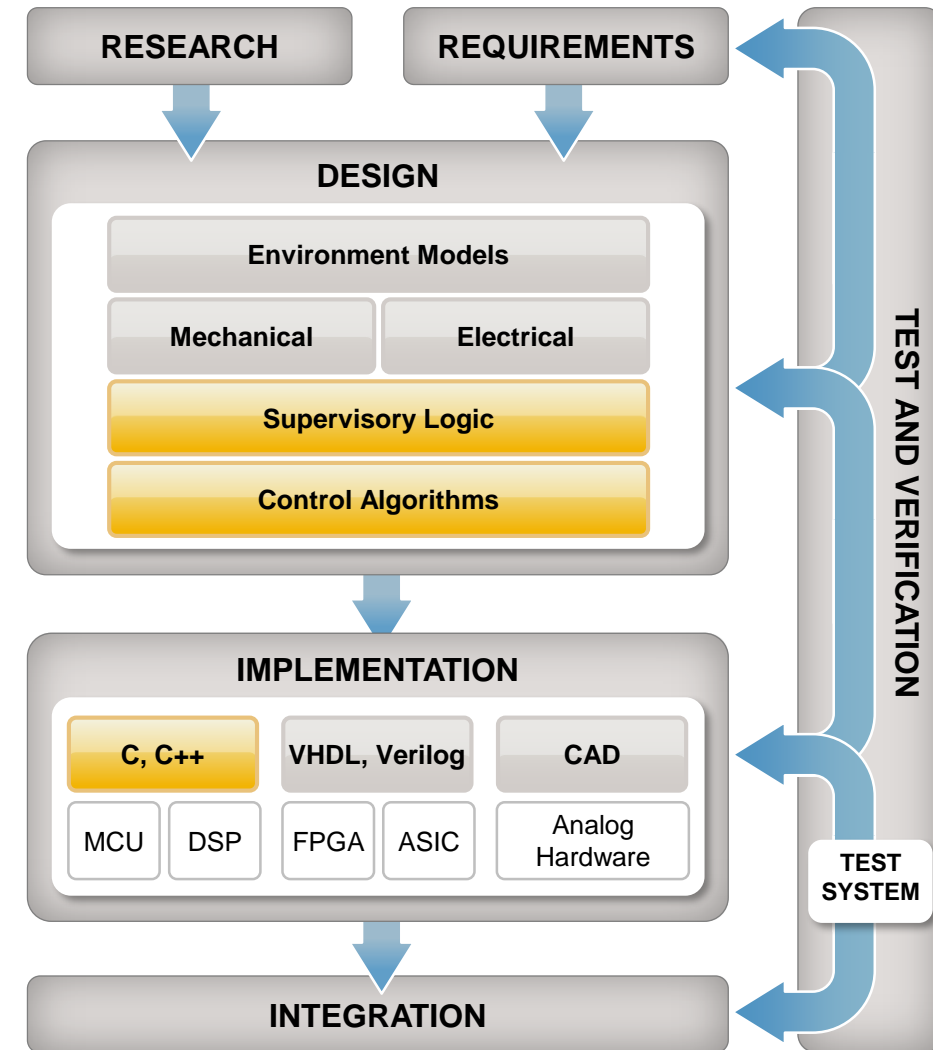 RESEARCH
REQUIREMENTS
DESIGN
Environment Models
Mechanical
Electrical
Supervisory Logic
Control Algorithms
IMPLEMENTATION
C, C++
VHDL, Verilog
CAD
MCU
DSP
FPGA
ASIC
Analog
Hardware
INTEGRATION
TEST AND VERIFICATION
TEST
SYSTEM